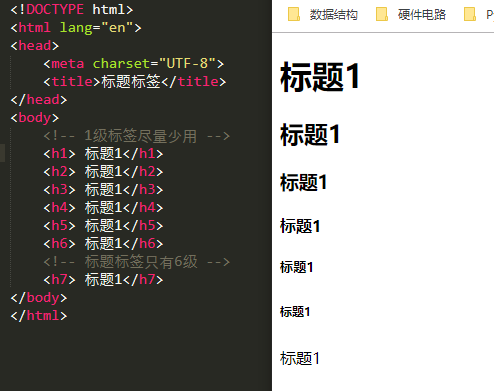 <!DOCTYPE html>
<html lang="en">
<head>
    <meta charset="UTF-8">
    <title>标题标签</title>
</head>
<body>
    <!-- 1级标签尽量少用 -->
    <h1> 标题1</h1>
    <h2> 标题1</h2>
    <h3> 标题1</h3>
    <h4> 标题1</h4>
    <h5> 标题1</h5>
    <h6> 标题1</h6>
    <!-- 标题标签只有6级 -->
    <h7> 标题1</h7>
</body>
</html>
数据结构 硬件电路
标题1
标题1
标题1
标题1
标题1
标题1
标题1